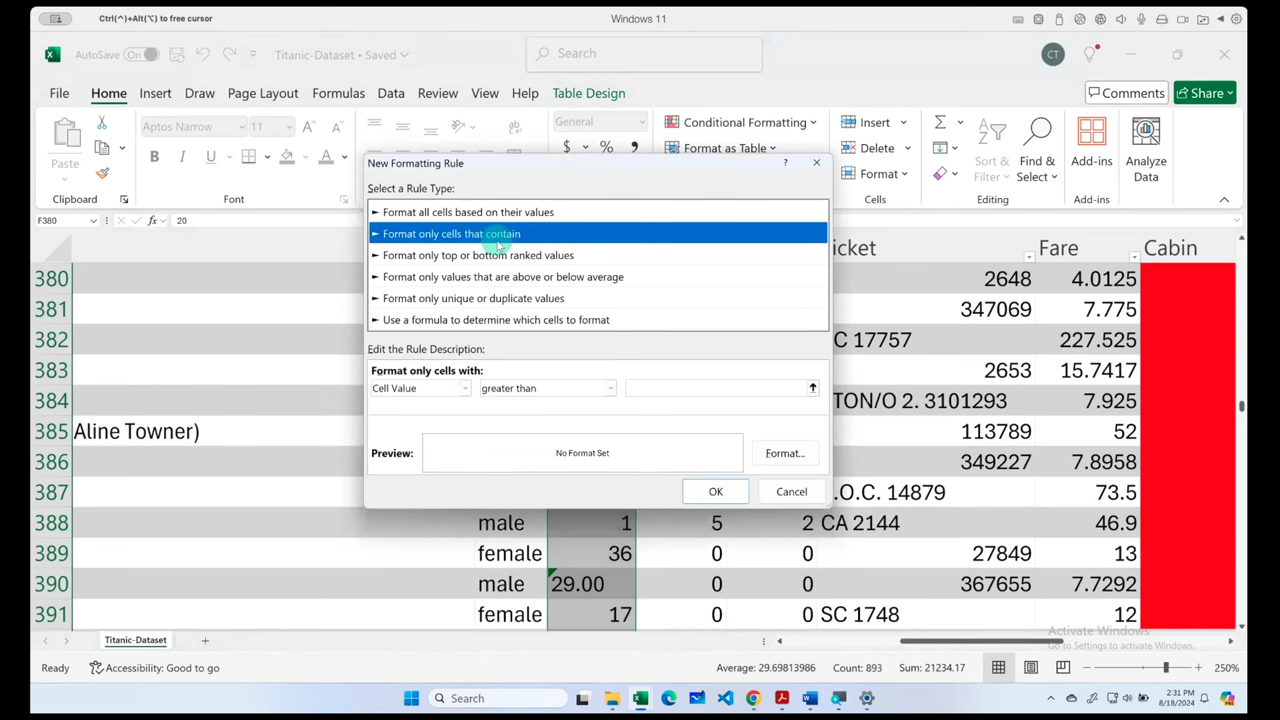 Ctrl(^)+Alt(⌥) to free cursor
Windows 11
AutoSave On
Titanic-Dataset • Saved
Search
CT
File Home Insert Draw Page Layout Formulas Data Review View Help Table Design
Comments Share
Paste
Clipboard
Aptos Narrow 11
B I U
Font
General
$ %
Conditional Formatting
Format as Table
Insert
Delete
Format
Cells
Sort & Filter
Find & Select
Editing
Add-ins
Add-ins
Analyze Data
F380
fx 20
New Formatting Rule ?
Select a Rule Type:
► Format all cells based on their values
► Format only cells that contain
► Format only top or bottom ranked values
► Format only values that are above or below average
► Format only unique or duplicate values
► Use a formula to determine which cells to format
Edit the Rule Description:
Format only cells with:
Cell Value greater than
Preview: No Format Set Format...
OK Cancel
icket Fare Cabin
380 2648 4.0125
381 347069 7.775
382 C 17757 227.525
383 2653 15.7417
384 TON/O 2. 3101293 7.925
385 Aline Towner) 113789 52
386 349227 7.8958
387 .O.C. 14879 73.5
388 male 1 5 2 CA 2144 46.9
389 female 36 0 0 27849 13
390 male 29.00 0 0 367655 7.7292
391 female 17 0 0 SC 1748 12
Activate Windows
Go to Settings to activate Windows.
Titanic-Dataset +
Ready Accessibility: Good to go Average: 29.69813986 Count: 893 Sum: 21234.17 250%
Search
2:31 PM
8/18/2024